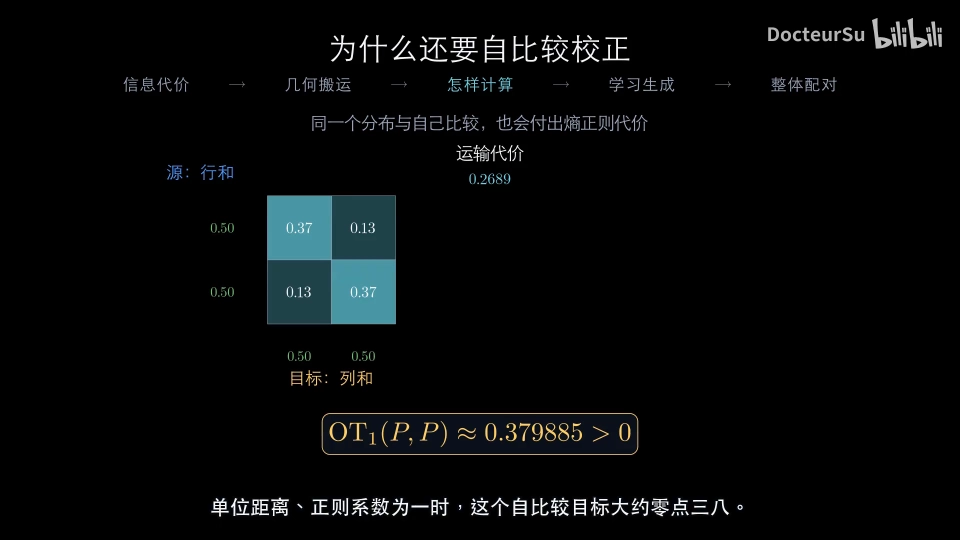 DocteurSu bilibili
为什么还要自比较校正
信息代价 → 几何搬运 → 怎样计算 → 学习生成 → 整体配对
同一个分布与自己比较，也会付出熵正则代价
运输代价
0.2689
源：行和
0.50 0.37 0.13
0.50 0.13 0.37
0.50 0.50
目标：列和
OT₁(P, P) ≈ 0.379885 > 0
单位距离、正则系数为一时，这个自比较目标大约零点三八。